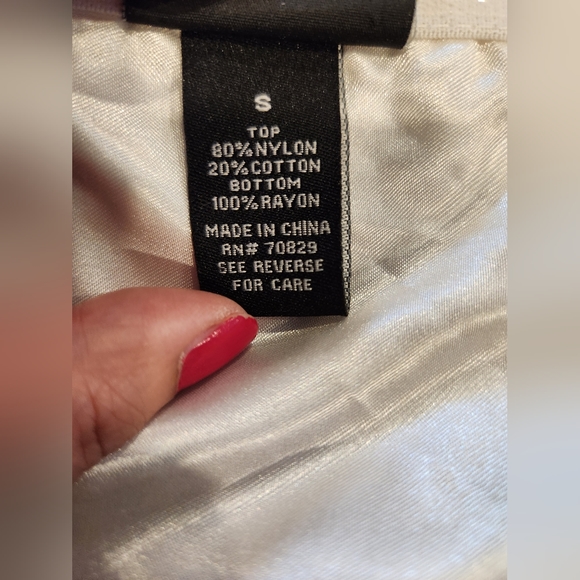 S
TOP
80%NYLON
20%COTTON
BOTTOM
100%RAYON
MADE IN CHINA
RN# 70829
SEE REVERSE
FOR CARE